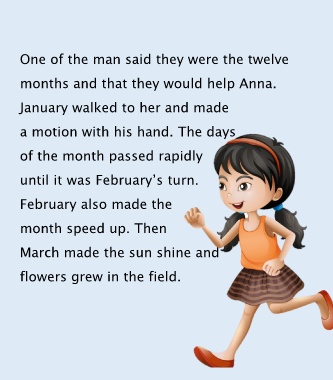 One of the man said they were the twelve
months and that they would help Anna.
January walked to her and made
a motion with his hand. The days
of the month passed rapidly
until it was February's turn.
February also made the
month speed up. Then
March made the sun shine and
flowers grew in the field.